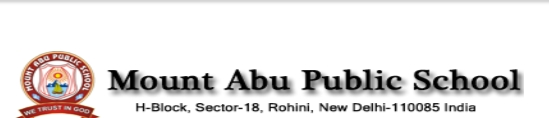 MOUNT ABU PUBLIC SCHOOL
WE TRUST IN GOD
Mount Abu Public School
H-Block, Sector-18, Rohini, New Delhi-110085 India